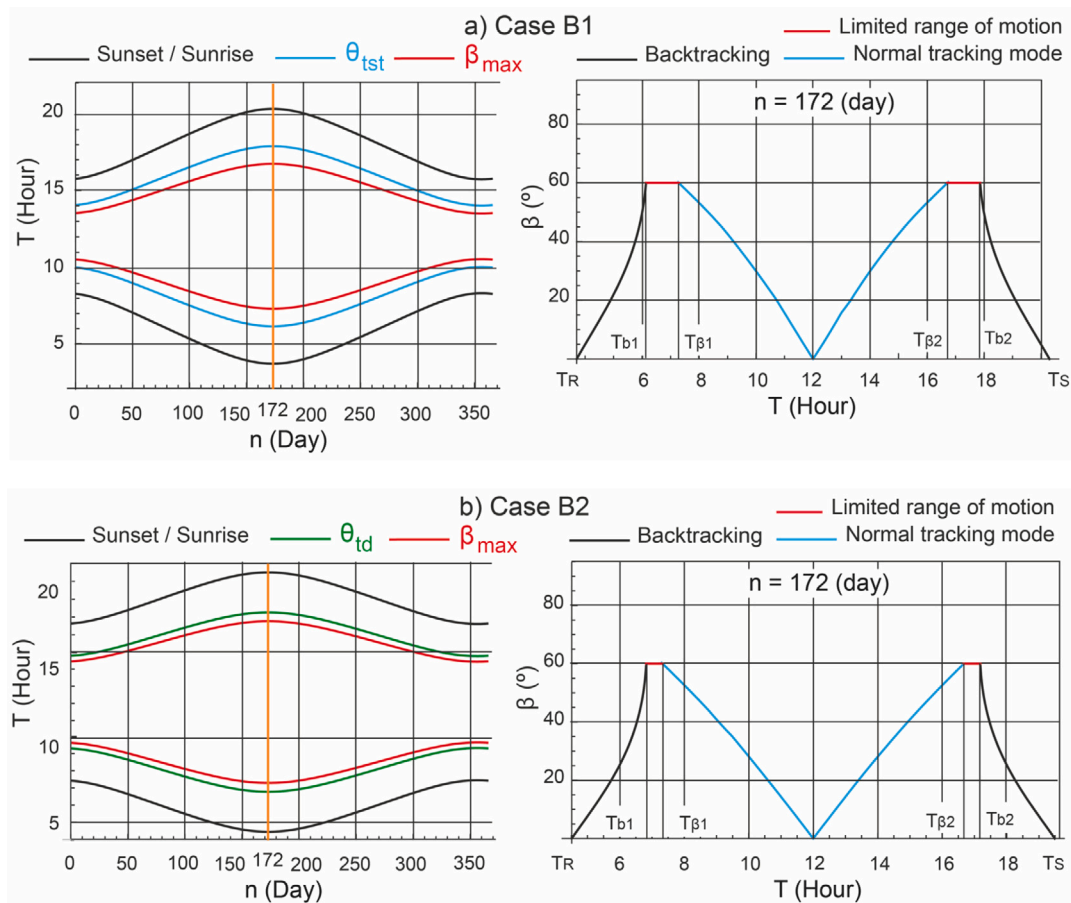 a) Case B1
Sunset / Sunrise θtst βmax
Limited range of motion
Backtracking Normal tracking mode
T (Hour)
20
15
10
5
0 50 100 150 172 200 250 300 350
n (Day)
n = 172 (day)
β (º)
80
60
40
20
Tb1 Tβ1 Tβ2 Tb2
TR 6 8 10 12 14 16 18 TS
T (Hour)
b) Case B2
Sunset / Sunrise θtd βmax
Limited range of motion
Backtracking Normal tracking mode
T (Hour)
20
15
10
5
0 50 100 150 172 200 250 300 350
n (Day)
n = 172 (day)
β (º)
80
60
40
20
Tb1 Tβ1 Tβ2 Tb2
TR 6 8 10 12 14 16 18 TS
T (Hour)